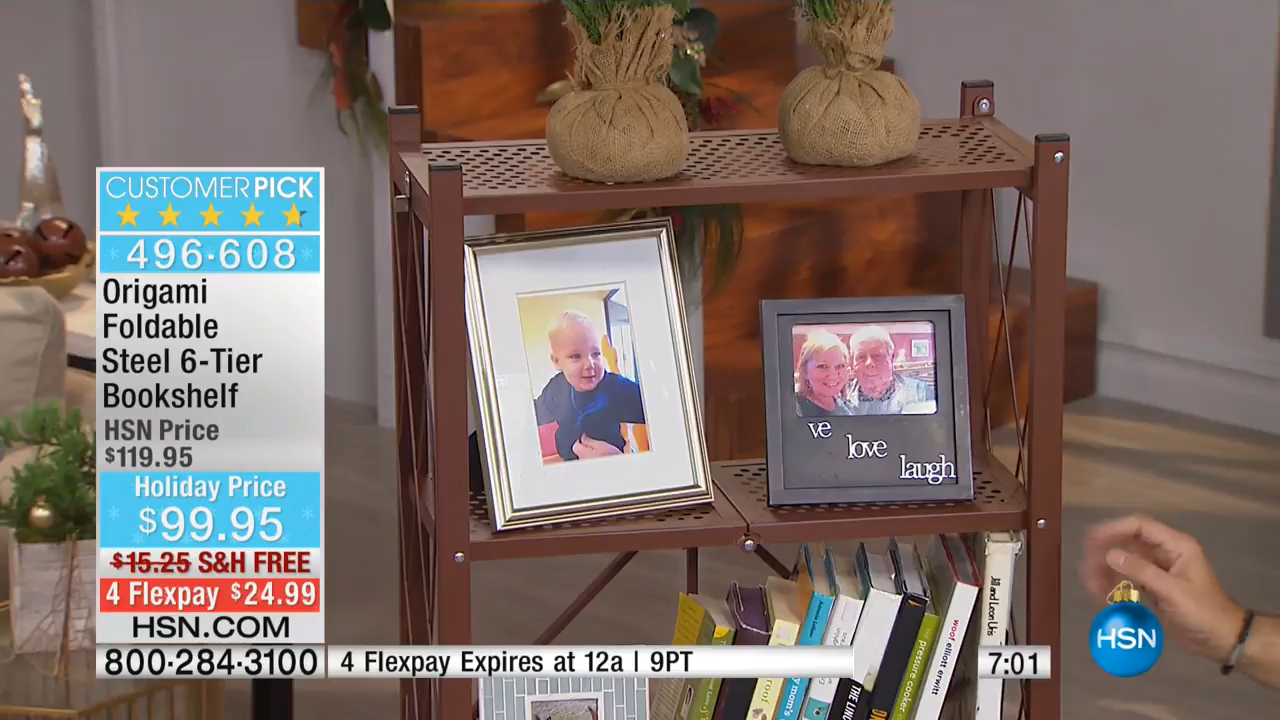 CUSTOMER PICK
496-608
Origami
Foldable
Steel 6-Tier
Bookshelf
HSN Price
$119.95
Holiday Price
$99.95
$15.25 S&H FREE
4 Flexpay $24.99
HSN.COM
800-284-3100
4 Flexpay Expires at 12a | 9PT
7:01
HSN
ve
love
laugh
pressure cooker
woof elliott erwitt